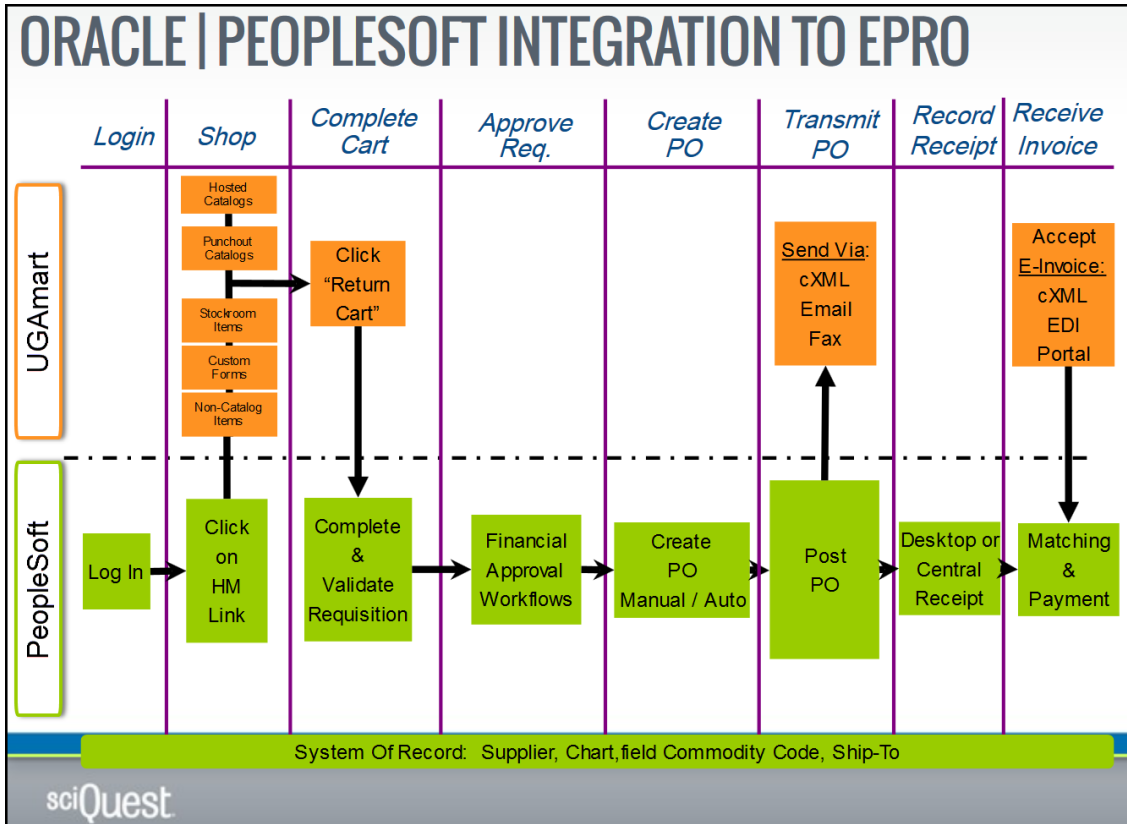 ORACLE | PEOPLESOFT INTEGRATION TO EPRO
Login
Shop
Complete
Cart
Approve
Req.
Create
PO
Transmit
PO
Record
Receipt
Receive
Invoice
UGAmart
Hosted
Catalogs
Punchout
Catalogs
Stockroom
Items
Custom
Forms
Non-Catalog
Items
Click
“Return
Cart”
Send Via:
cXML
Email
Fax
Accept
E-Invoice:
cXML
EDI
Portal
PeopleSoft
Log In
Click
on
HM
Link
Complete
&
Validate
Requisition
Financial
Approval
Workflows
Create
PO
Manual / Auto
Post
PO
Desktop or
Central
Receipt
Matching
&
Payment
System Of Record: Supplier, Chart,field Commodity Code, Ship-To
sciQuest